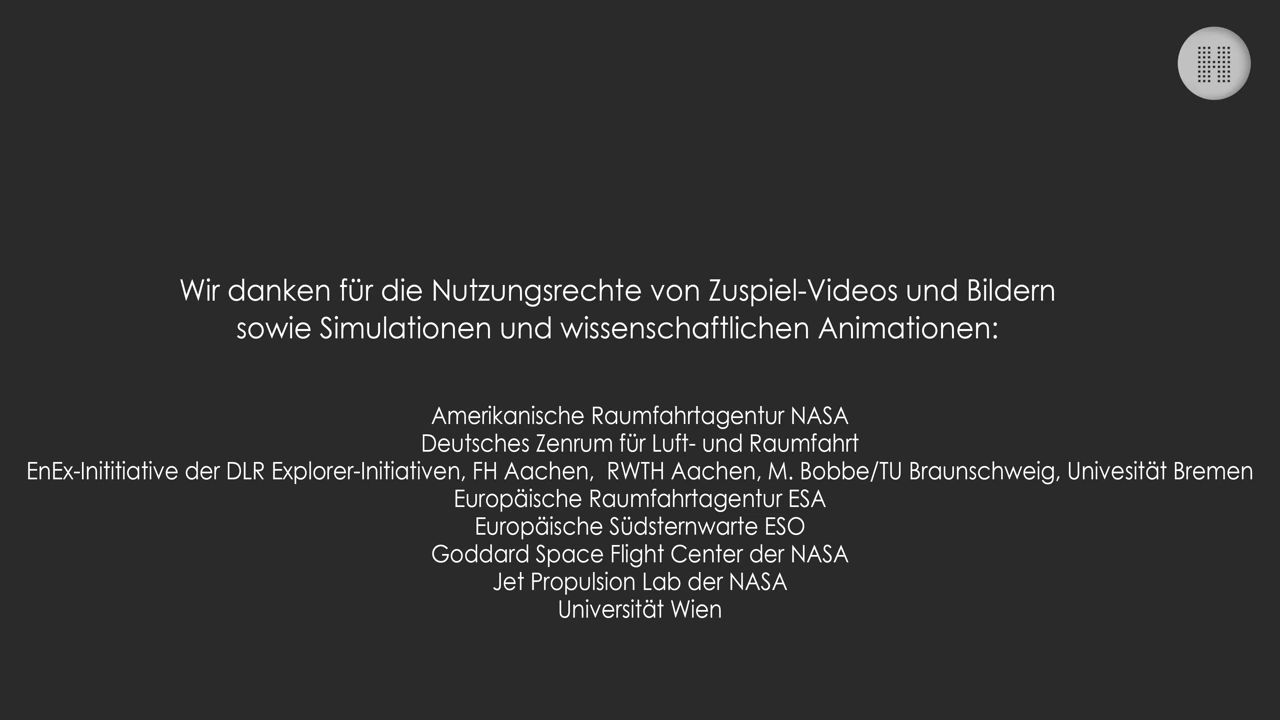 H
Wir danken für die Nutzungsrechte von Zuspiel-Videos und Bildern
sowie Simulationen und wissenschaftlichen Animationen:
Amerikanische Raumfahrtagentur NASA
Deutsches Zenrum für Luft- und Raumfahrt
EnEx-Inititiative der DLR Explorer-Initiativen, FH Aachen, RWTH Aachen, M. Bobbe/TU Braunschweig, Univesität Bremen
Europäische Raumfahrtagentur ESA
Europäische Südsternwarte ESO
Goddard Space Flight Center der NASA
Jet Propulsion Lab der NASA
Universität Wien